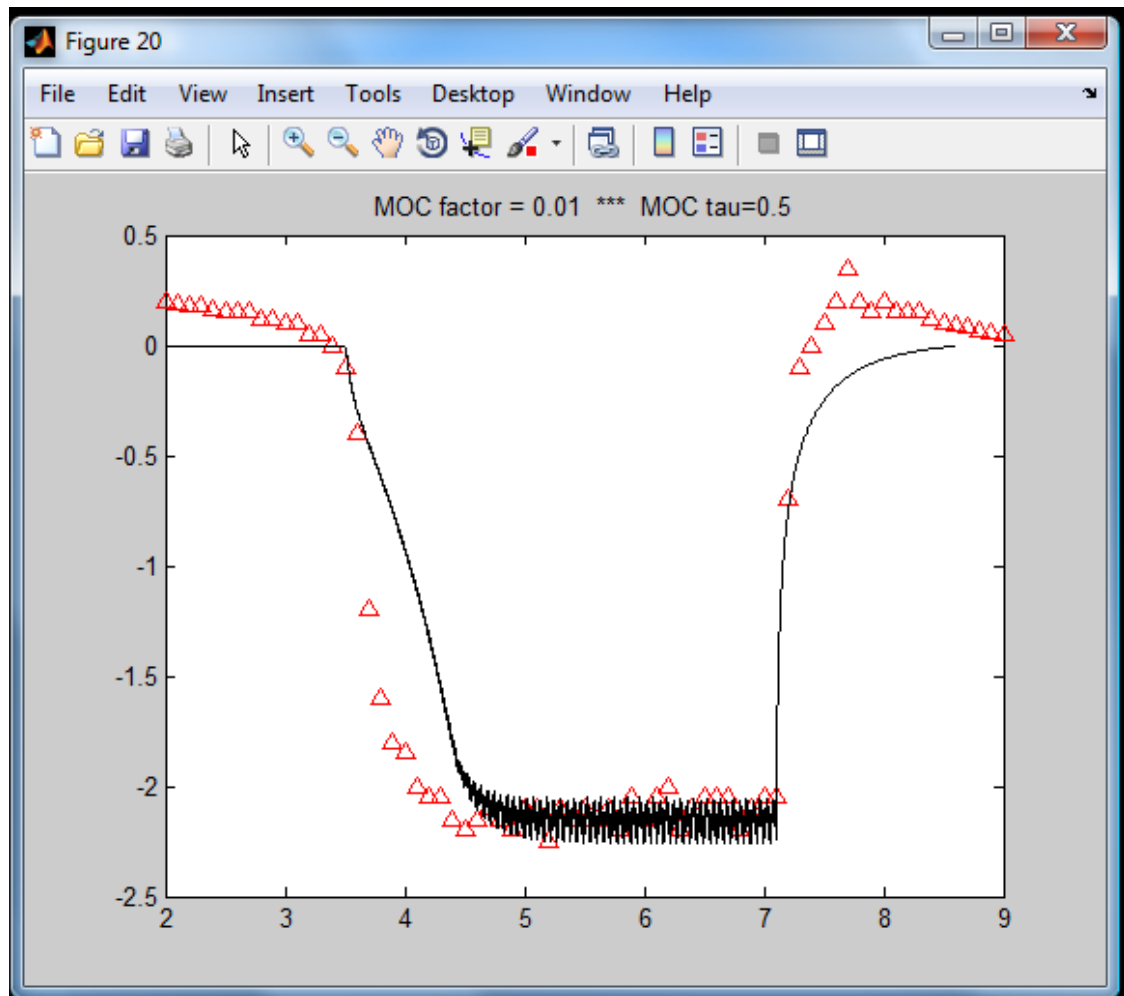 Figure 20
File Edit View Insert Tools Desktop Window Help
MOC factor = 0.01 *** MOC tau=0.5
0.5
0
-0.5
-1
-1.5
-2
-2.5
2 3 4 5 6 7 8 9